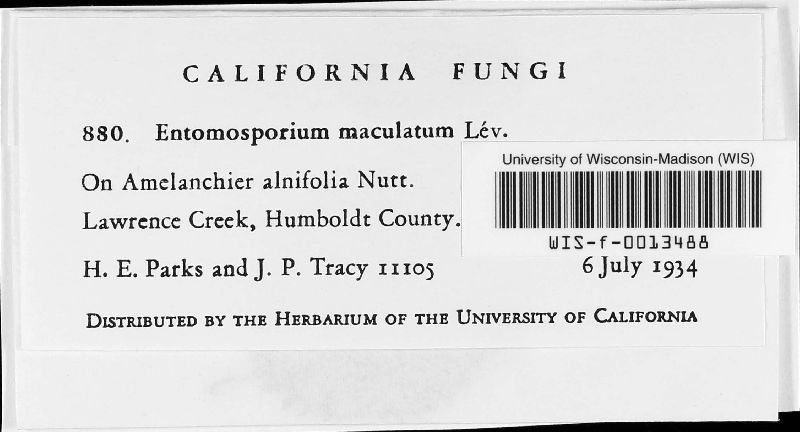 CALIFORNIA FUNGI
880. Entomosporium maculatum Lév.
On Amelanchier alnifolia Nutt.
Lawrence Creek, Humboldt County.
University of Wisconsin-Madison (WIS)
WIS-f-0013488
H. E. Parks and J. P. Tracy 11105 6 July 1934
DISTRIBUTED BY THE HERBARIUM OF THE UNIVERSITY OF CALIFORNIA